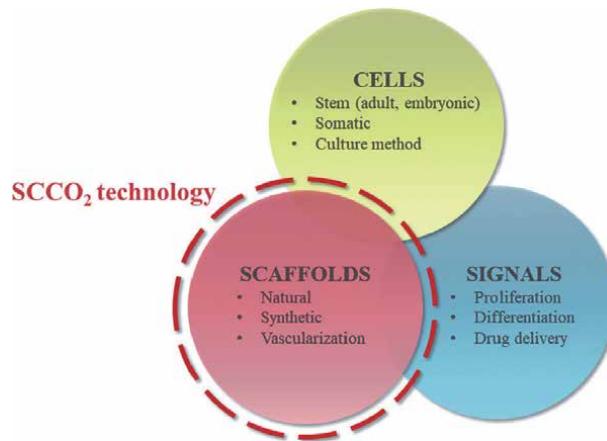 CELLS
• Stem (adult, embryonic)
• Somatic
• Culture method
SCCO₂ technology
SCAFFOLDS
• Natural
• Synthetic
• Vascularization
SIGNALS
• Proliferation
• Differentiation
• Drug delivery